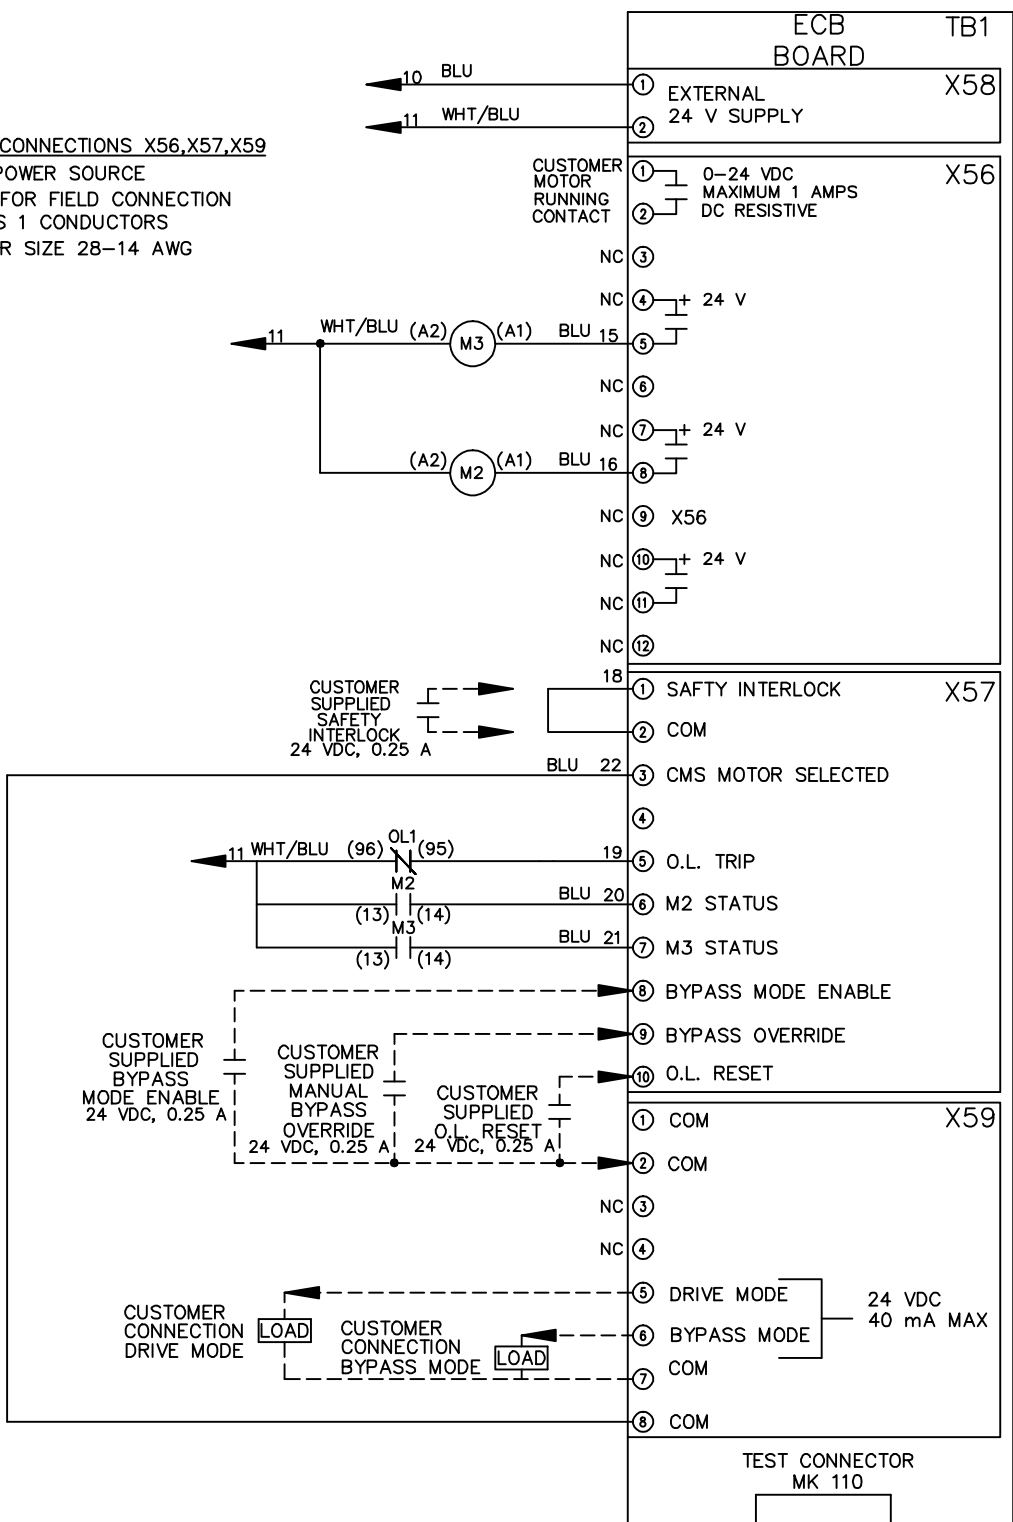 ECB
BOARD
TB1
10 BLU
1
EXTERNAL
24 V SUPPLY
X58
11 WHT/BLU
2
CONNECTIONS X56,X57,X59
POWER SOURCE
FOR FIELD CONNECTION
S 1 CONDUCTORS
R SIZE 28-14 AWG
CUSTOMER
MOTOR
RUNNING
CONTACT
1
2
0-24 VDC
MAXIMUM 1 AMPS
DC RESISTIVE
X56
NC 3
NC 4 + 24 V
11 WHT/BLU (A2) M3 (A1) BLU 15 5
NC 6
NC 7 + 24 V
(A2) M2 (A1) BLU 16 8
NC 9 X56
NC 10 + 24 V
NC 11
NC 12
CUSTOMER
SUPPLIED
SAFETY
INTERLOCK
24 VDC, 0.25 A
18 1 SAFTY INTERLOCK
X57
2 COM
BLU 22 3 CMS MOTOR SELECTED
4
OL1
11 WHT/BLU (96) (95) 19 5 O.L. TRIP
M2
(13) (14) BLU 20 6 M2 STATUS
M3
(13) (14) BLU 21 7 M3 STATUS
8 BYPASS MODE ENABLE
9 BYPASS OVERRIDE
10 O.L. RESET
CUSTOMER
SUPPLIED
BYPASS
MODE ENABLE
24 VDC, 0.25 A
CUSTOMER
SUPPLIED
MANUAL
BYPASS
OVERRIDE
24 VDC, 0.25 A
CUSTOMER
SUPPLIED
O.L. RESET
24 VDC, 0.25 A
1 COM
X59
2 COM
NC 3
NC 4
5 DRIVE MODE
6 BYPASS MODE
24 VDC
40 mA MAX
7 COM
CUSTOMER
CONNECTION
DRIVE MODE
LOAD
CUSTOMER
CONNECTION
BYPASS MODE
LOAD
8 COM
TEST CONNECTOR
MK 110